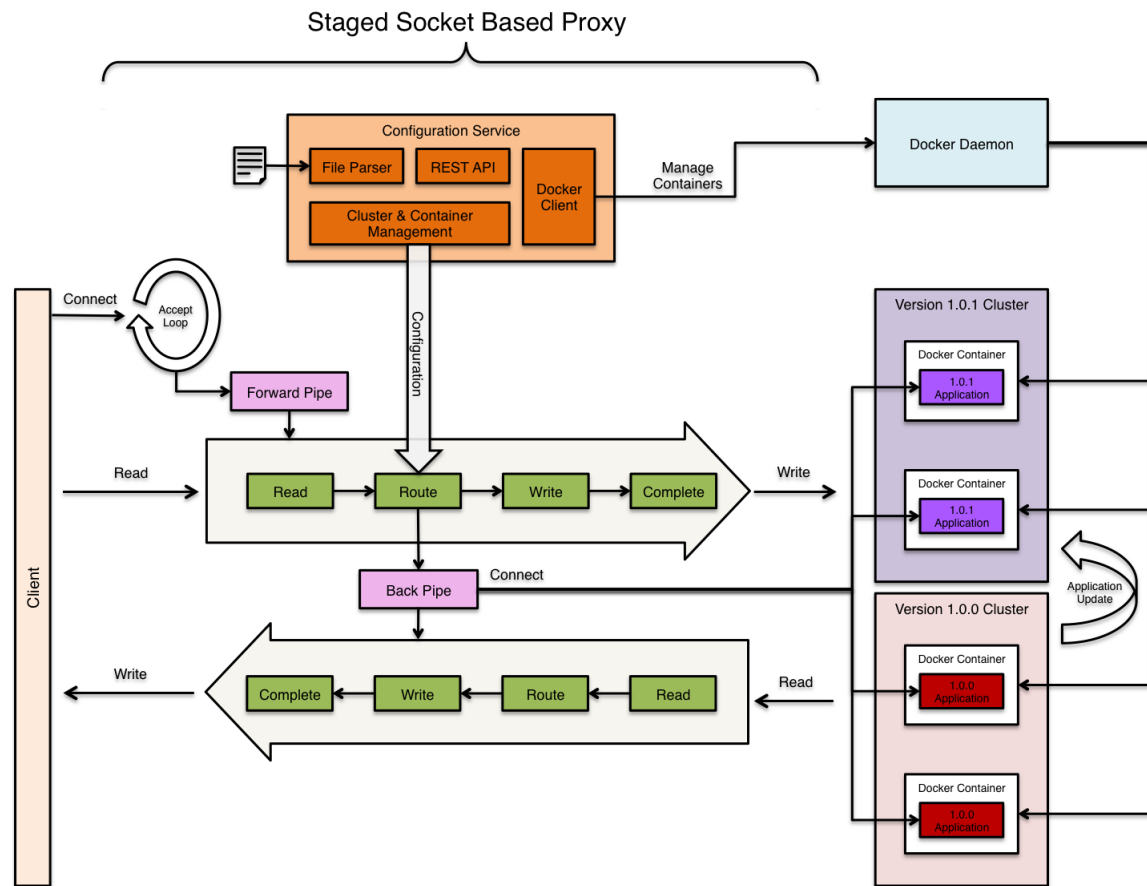 Staged Socket Based Proxy
Configuration Service
File Parser
REST API
Docker
Client
Cluster & Container
Management
Manage
Containers
Docker Daemon
Connect
Accept
Loop
Configuration
Forward Pipe
Read
Read
Route
Write
Complete
Write
Client
Back Pipe
Connect
Write
Complete
Write
Route
Read
Read
Version 1.0.1 Cluster
Docker Container
1.0.1
Application
Docker Container
1.0.1
Application
Application
Update
Version 1.0.0 Cluster
Docker Container
1.0.0
Application
Docker Container
1.0.0
Application